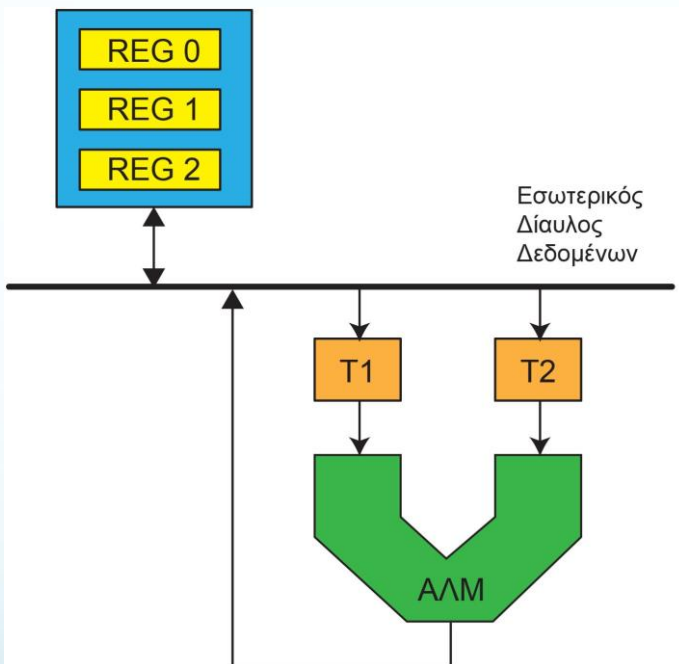 REG 0
REG 1
REG 2
Εσωτερικός
Δίαυλος
Δεδομένων
T1
T2
ΑΛΜ